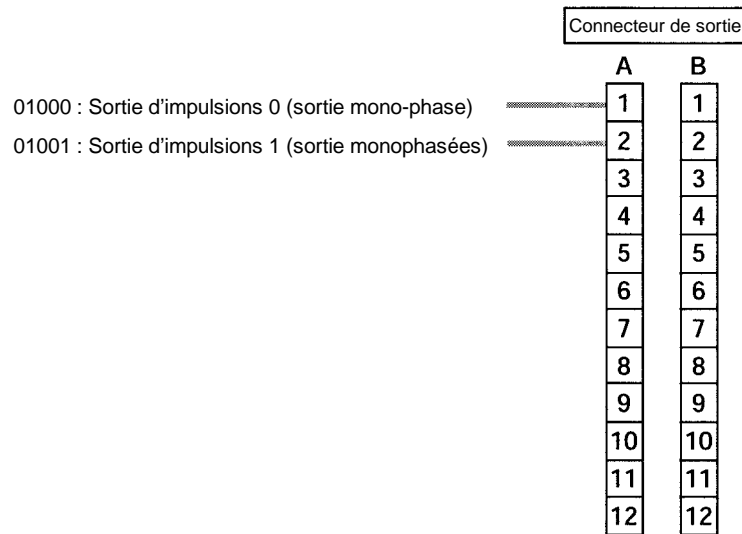 Connecteur de sortie
A B
01000 : Sortie d'impulsions 0 (sortie mono-phase) 1 1
01001 : Sortie d'impulsions 1 (sortie monophasées) 2 2
3 3
4 4
5 5
6 6
7 7
8 8
9 9
10 10
11 11
12 12